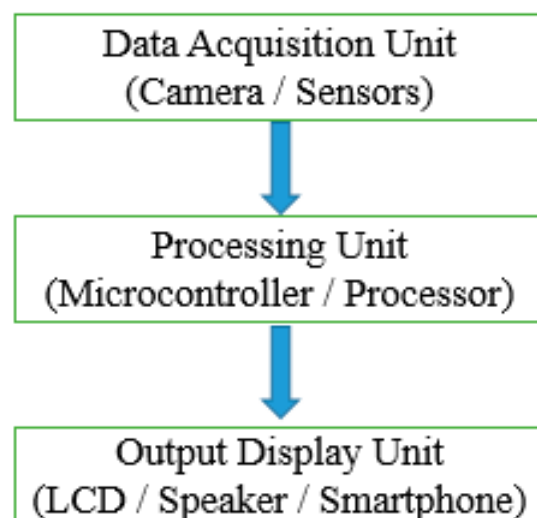 Data Acquisition Unit
(Camera / Sensors)
Processing Unit
(Microcontroller / Processor)
Output Display Unit
(LCD / Speaker / Smartphone)